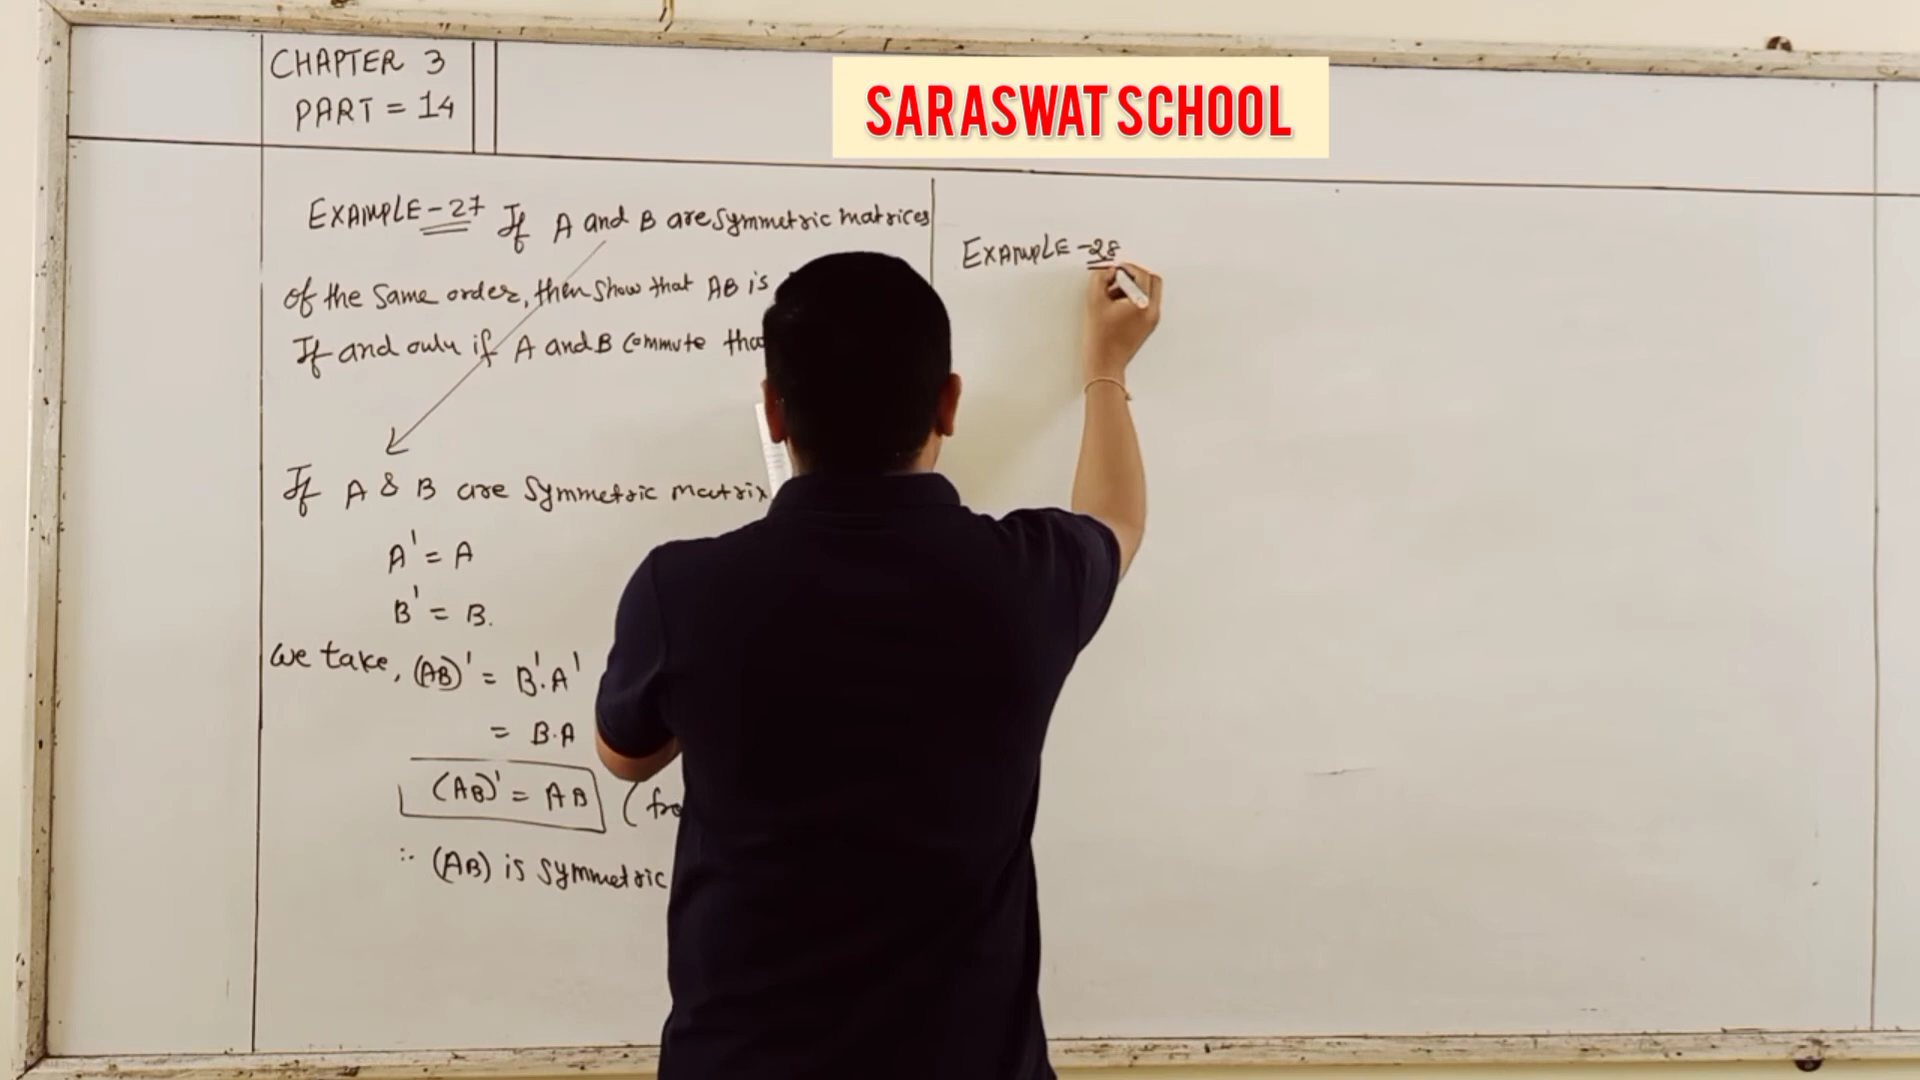 CHAPTER 3
PART = 14
SARASWAT SCHOOL
EXAMPLE-27 If A and B are symmetric matrices
of the same order, then show that AB is
If and only if A and B commute
If A & B are symmetric matrix
A' = A
B' = B.
We take, (AB)' = B'.A'
= B.A
(AB)' = AB
∴ (AB) is symmetric
EXAMPLE-28